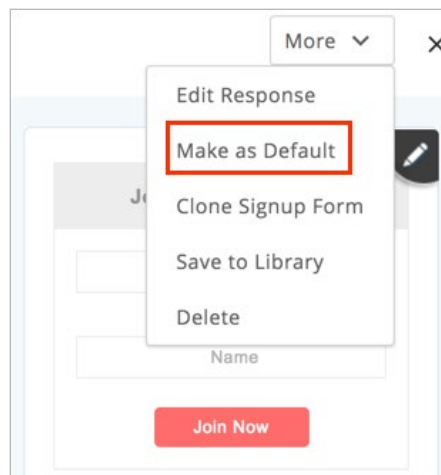 More
Edit Response
Make as Default
Clone Signup Form
Save to Library
Delete
Name
Join Now